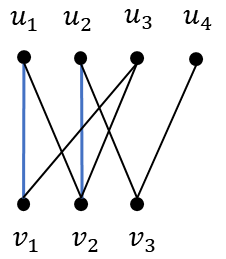 u₁ u₂ u₃ u₄
v₁ v₂ v₃